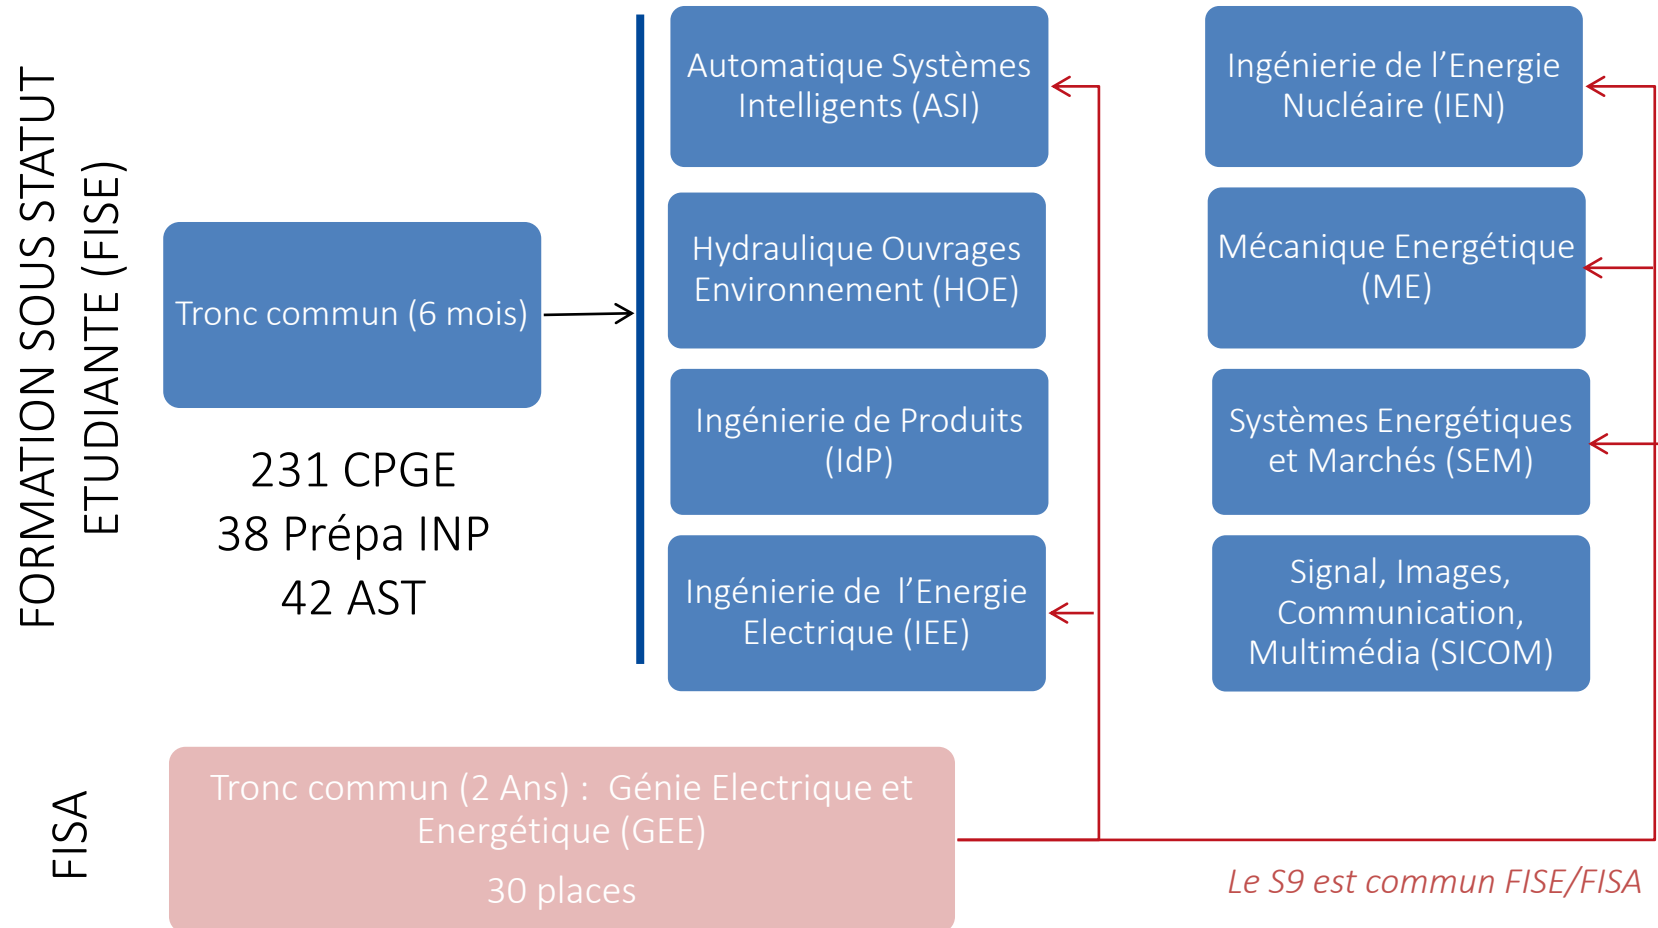 FORMATION SOUS STATUT
ETUDIANTE (FISE)
Tronc commun (6 mois)
231 CPGE
38 Prépa INP
42 AST
Automatique Systèmes
Intelligents (ASI)
Hydraulique Ouvrages
Environnement (HOE)
Ingénierie de Produits
(IdP)
Ingénierie de  l’Energie
Electrique (IEE)
Ingénierie de l’Energie
Nucléaire (IEN)
Mécanique Energétique
(ME)
Systèmes Energétiques
et Marchés (SEM)
Signal, Images,
Communication,
Multimédia (SICOM)
FISA
Tronc commun (2 Ans) :  Génie Electrique et
Energétique (GEE)
30 places
Le S9 est commun FISE/FISA